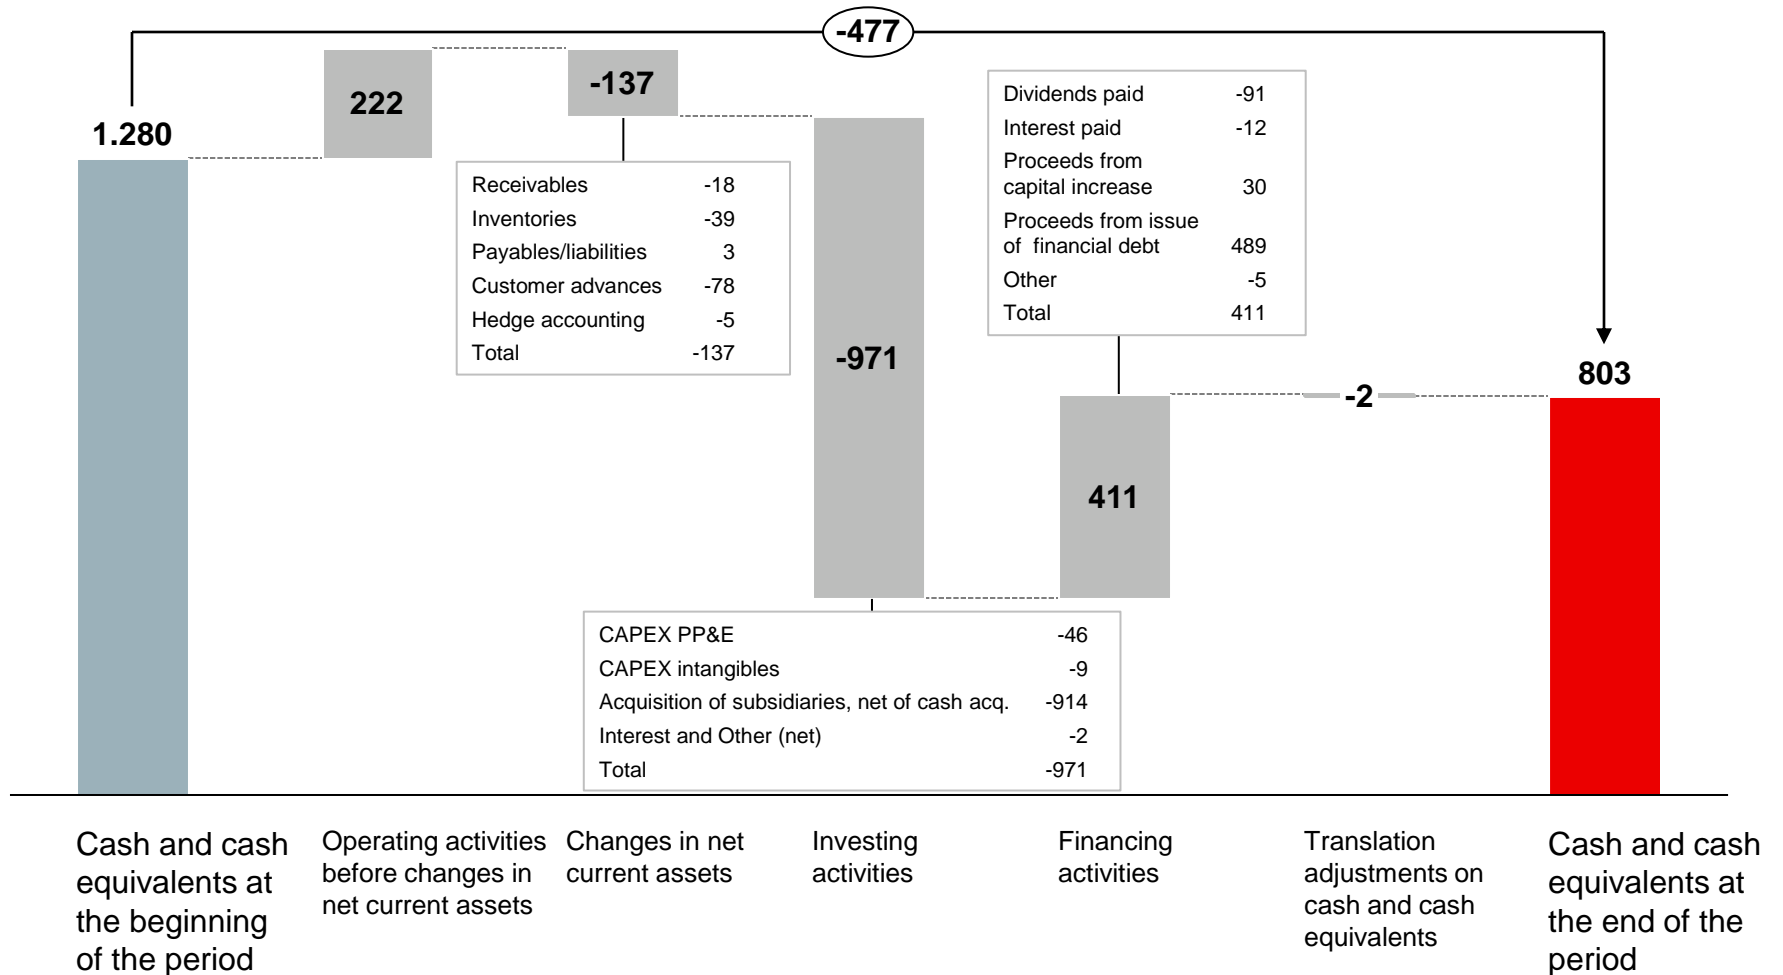 -477
1.280
222
-137
Receivables -18
Inventories -39
Payables/liabilities 3
Customer advances -78
Hedge accounting -5
Total -137
-971
CAPEX PP&E -46
CAPEX intangibles -9
Acquisition of subsidiaries, net of cash acq. -914
Interest and Other (net) -2
Total -971
Dividends paid -91
Interest paid -12
Proceeds from
capital increase 30
Proceeds from issue
of financial debt 489
Other -5
Total 411
411
-2
803
Cash and cash
equivalents at
the beginning
of the period
Operating activities
before changes in
net current assets
Changes in net
current assets
Investing
activities
Financing
activities
Translation
adjustments on
cash and cash
equivalents
Cash and cash
equivalents at
the end of the
period